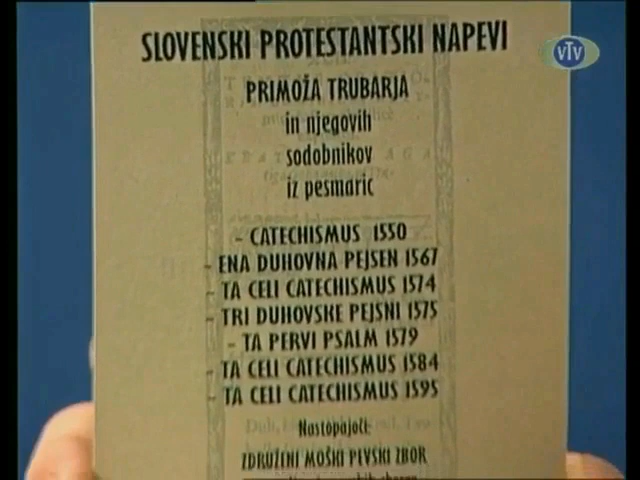 SLOVENSKI PROTESTANTSKI NAPEVI
vTv
PRIMOŽA TRUBARJA
in njegovih
sodobnikov
iz pesmaric
- CATECHISMUS 1550
- ENA DUHOVNA PEJSEN 1567
- TA CELI CATECHISMUS 1574
- TRI DUHOVSKE PEJSNI 1575
- TA PERVI PSALM 1579
- TA CELI CATECHISMUS 1584
- TA CELI CATECHISMUS 1595
Nastopajoči:
ZDRUŽENI MOŠKI PEVSKI ZBOR